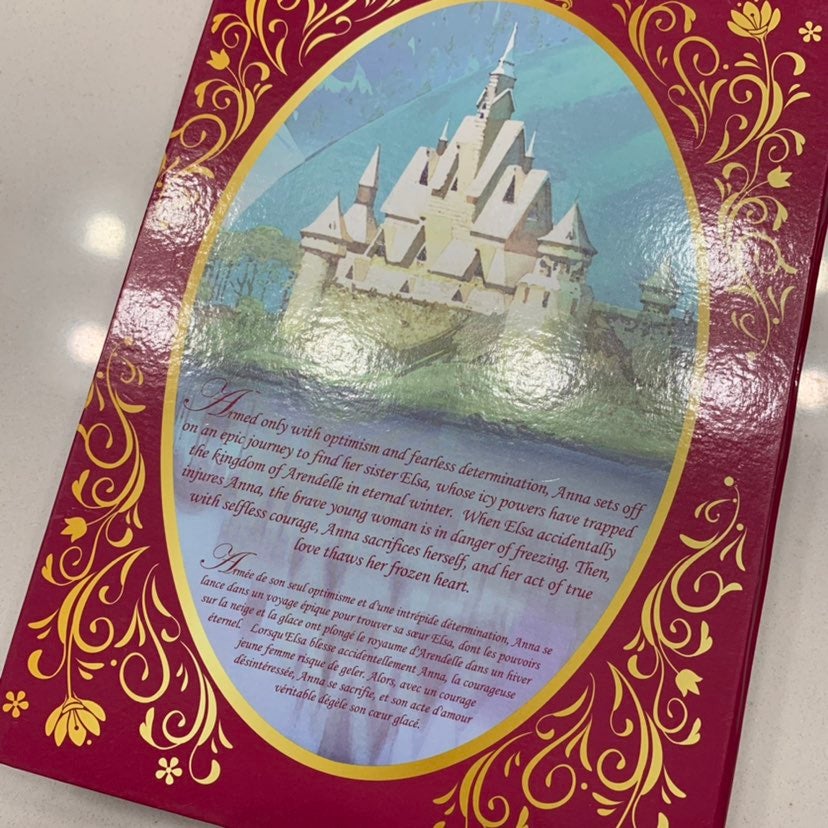 Armed only with optimism and fearless determination, Anna sets off
on an epic journey to find her sister Elsa, whose icy powers have trapped
the kingdom of Arendelle in eternal winter. When Elsa accidentally
injures Anna, the brave young woman is in danger of freezing. Then,
with selfless courage, Anna sacrifices herself, and her act of true
love thaws her frozen heart.
Armée de son seul optimisme et d'une intrépide détermination, Anna se
lance dans un voyage épique pour trouver sa sœur Elsa, dont les pouvoirs
sur la neige et la glace ont plongé le royaume d'Arendelle dans un hiver
éternel. Lorsqu'Elsa blesse accidentellement Anna, la courageuse
jeune femme risque de geler. Alors, avec un courage
désintéressée, Anna se sacrifie, et son acte d'amour
véritable dégèle son cœur glacé.